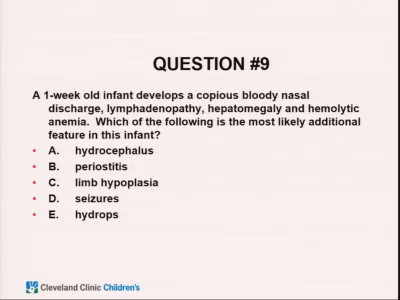 QUESTION #9
A 1-week old infant develops a copious bloody nasal
discharge, lymphadenopathy, hepatomegaly and hemolytic
anemia. Which of the following is the most likely additional
feature in this infant?
• A. hydrocephalus
• B. periostitis
• C. limb hypoplasia
• D. seizures
• E. hydrops
Cleveland Clinic Children's